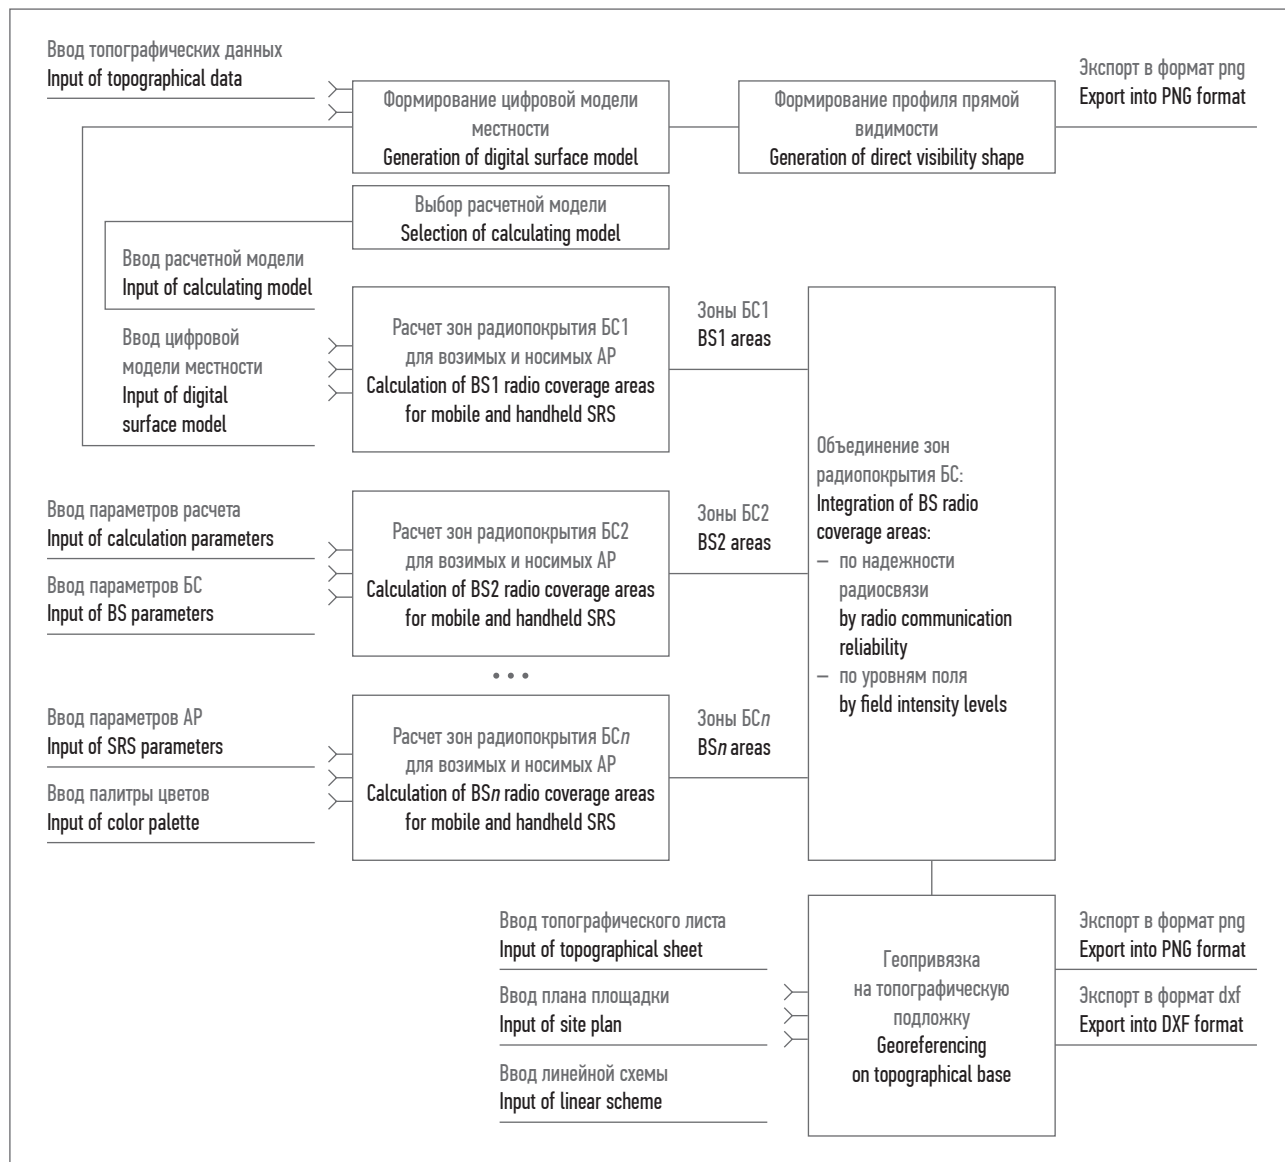 Ввод топографических данных
Input of topographical data
Формирование цифровой модели
местности
Generation of digital surface model
Формирование профиля прямой
видимости
Generation of direct visibility shape
Экспорт в формат png
Export into PNG format
Выбор расчетной модели
Selection of calculating model
Ввод расчетной модели
Input of calculating model
Ввод цифровой
модели местности
Input of digital
surface model
Расчет зон радиопокрытия БС1
для возимых и носимых АР
Calculation of BS1 radio coverage areas
for mobile and handheld SRS
Зоны БС1
BS1 areas
Ввод параметров расчета
Input of calculation parameters
Ввод параметров БС
Input of BS parameters
Расчет зон радиопокрытия БС2
для возимых и носимых АР
Calculation of BS2 radio coverage areas
for mobile and handheld SRS
Зоны БС2
BS2 areas
Объединение зон
радиопокрытия БС:
Integration of BS radio
coverage areas:
– по надежности
радиосвязи
by radio communication
reliability
– по уровням поля
by field intensity levels
• • •
Ввод параметров АР
Input of SRS parameters
Ввод палитры цветов
Input of color palette
Расчет зон радиопокрытия БСn
для возимых и носимых АР
Calculation of BSn radio coverage areas
for mobile and handheld SRS
Зоны БСn
BSn areas
Ввод топографического листа
Input of topographical sheet
Ввод плана площадки
Input of site plan
Ввод линейной схемы
Input of linear scheme
Геопривязка
на топографическую
подложку
Georeferencing
on topographical base
Экспорт в формат png
Export into PNG format
Экспорт в формат dxf
Export into DXF format